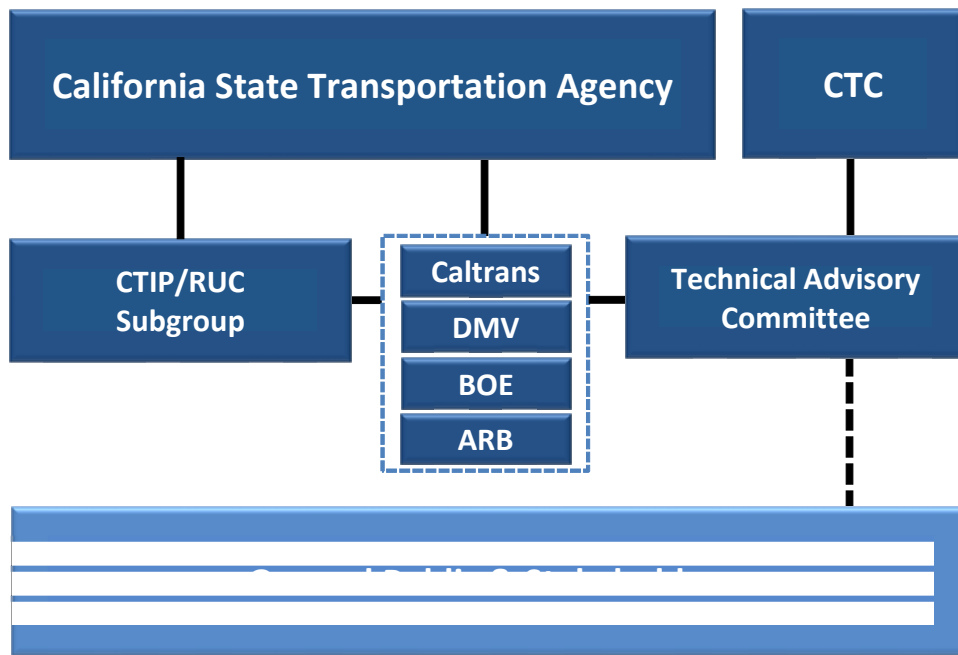 California State Transportation Agency
CTC
CTIP/RUC
Subgroup
Caltrans
DMV
BOE
ARB
Technical Advisory
Committee